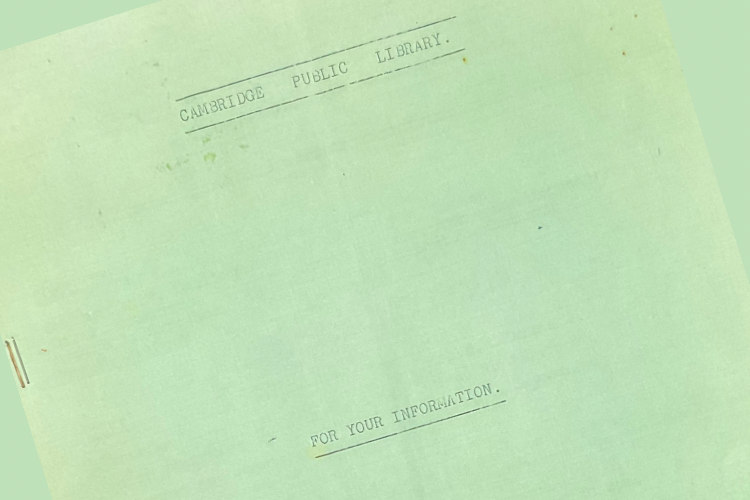 CAMBRIDGE PUBLIC LIBRARY.
FOR YOUR INFORMATION.